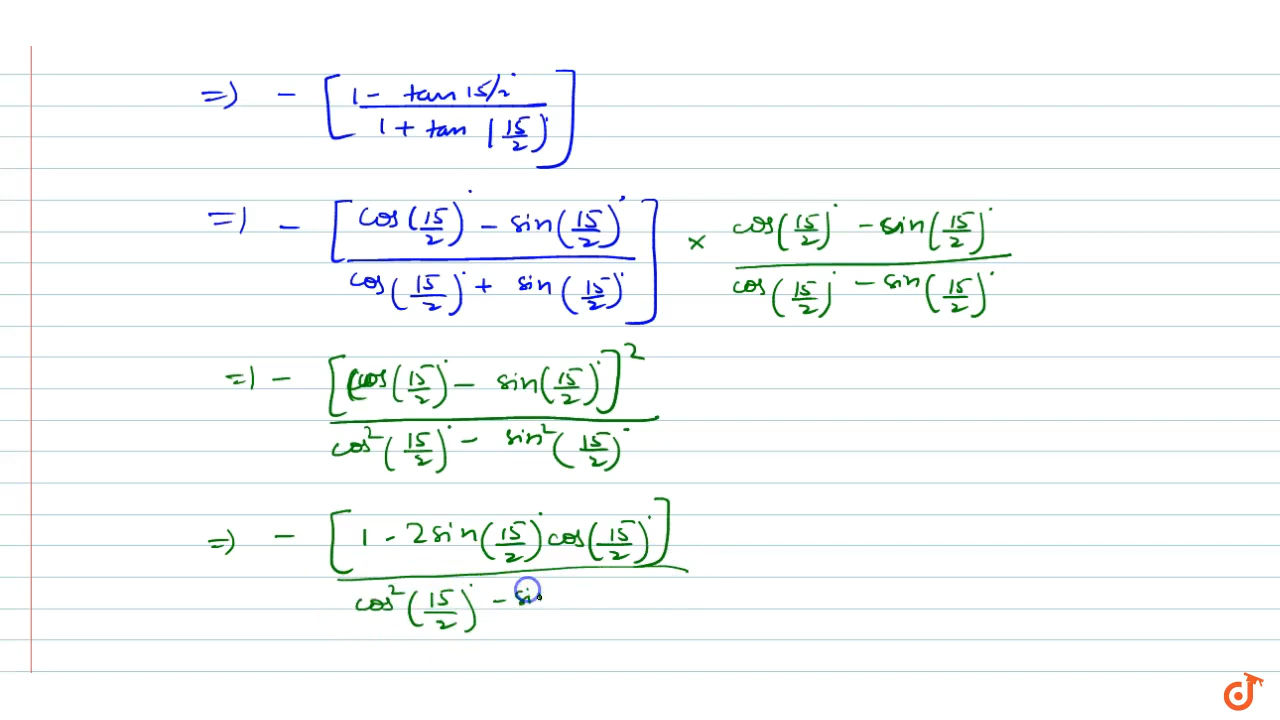 =) - [ (1 - tan 15/2°) / (1 + tan (15/2)°) ]
=) - [ (cos(15/2)° - sin(15/2)°) / (cos(15/2)° + sin(15/2)°) ] × (cos(15/2)° - sin(15/2)°) / (cos(15/2)° - sin(15/2)°)
=) - [cos(15/2)° - sin(15/2)°]² / (cos²(15/2)° - sin²(15/2)°)
=) - [1 - 2 sin(15/2)° cos(15/2)°] / (cos²(15/2)° - si